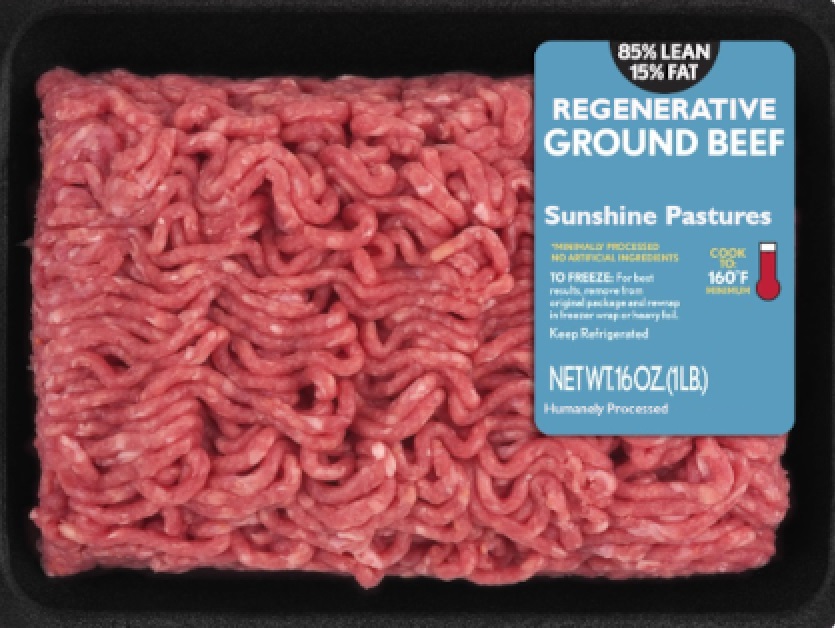 85% LEAN
15% FAT
REGENERATIVE
GROUND BEEF
Sunshine Pastures
*MINIMALLY PROCESSED
NO ARTIFICIAL INGREDIENTS
COOK
TO:
160°F
MINIMUM
TO FREEZE: For best
results, remove from
original package and rewrap
in freezer wrap or heavy foil.
Keep Refrigerated
NET WT. 16 OZ. (1 LB.)
Humanely Processed